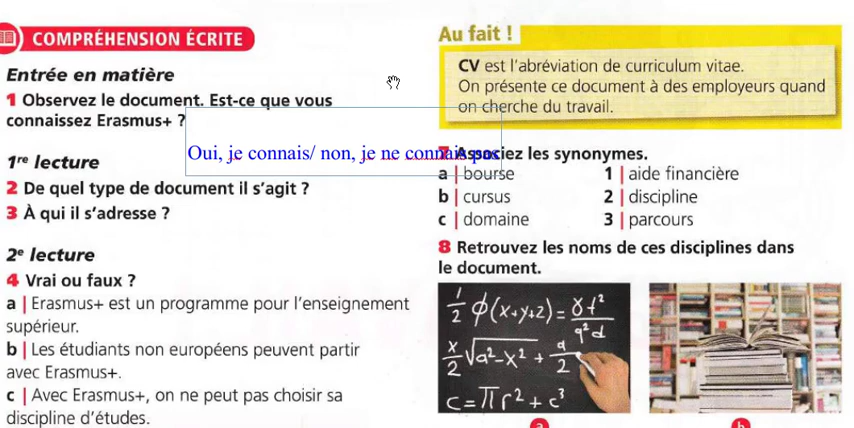 COMPRÉHENSION ÉCRITE
Entrée en matière
1 Observez le document. Est-ce que vous
connaissez Erasmus+ ?
Oui, je connais/ non, je ne connais pas
1re lecture
2 De quel type de document il s'agit ?
3 À qui il s'adresse ?
2e lecture
4 Vrai ou faux ?
a | Erasmus+ est un programme pour l'enseignement
supérieur.
b | Les étudiants non européens peuvent partir
avec Erasmus+.
c | Avec Erasmus+, on ne peut pas choisir sa
discipline d'études.
Au fait !
CV est l'abréviation de curriculum vitae.
On présente ce document à des employeurs quand
on cherche du travail.
7 Associez les synonymes.
a | bourse 1 | aide financière
b | cursus 2 | discipline
c | domaine 3 | parcours
8 Retrouvez les noms de ces disciplines dans
le document.
1/2 ϕ(x+y+z) = γt²/q²d
x/2 √a²-x² + a/2
c = πr² + c³
a b